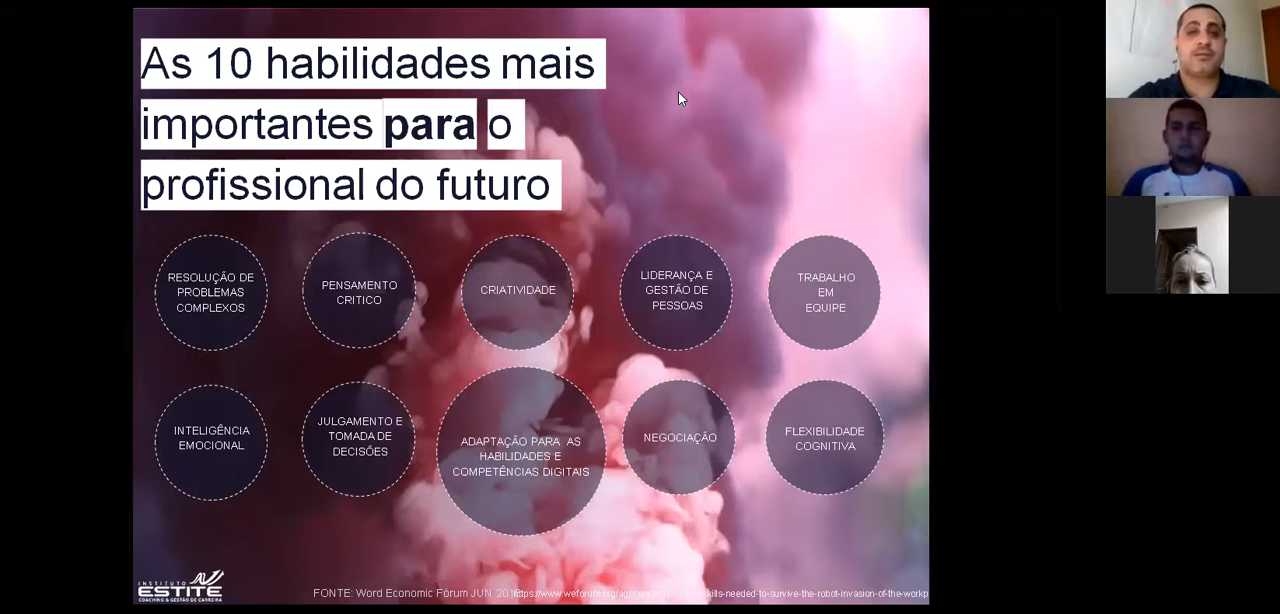 As 10 habilidades mais
importantes para o
profissional do futuro
RESOLUÇÃO DE
PROBLEMAS
COMPLEXOS
PENSAMENTO
CRITICO
CRIATIVIDADE
LIDERANÇA E
GESTÃO DE
PESSOAS
TRABALHO
EM
EQUIPE
INTELIGÊNCIA
EMOCIONAL
JULGAMENTO E
TOMADA DE
DECISÕES
ADAPTAÇÃO PARA AS
HABILIDADES E
COMPETÊNCIAS DIGITAIS
NEGOCIAÇÃO
FLEXIBILIDADE
COGNITIVA
INSTITUTO
ESTITE
COACHING & GESTÃO DE CARREIRA
FONTE: Word Economic Fórum JUN